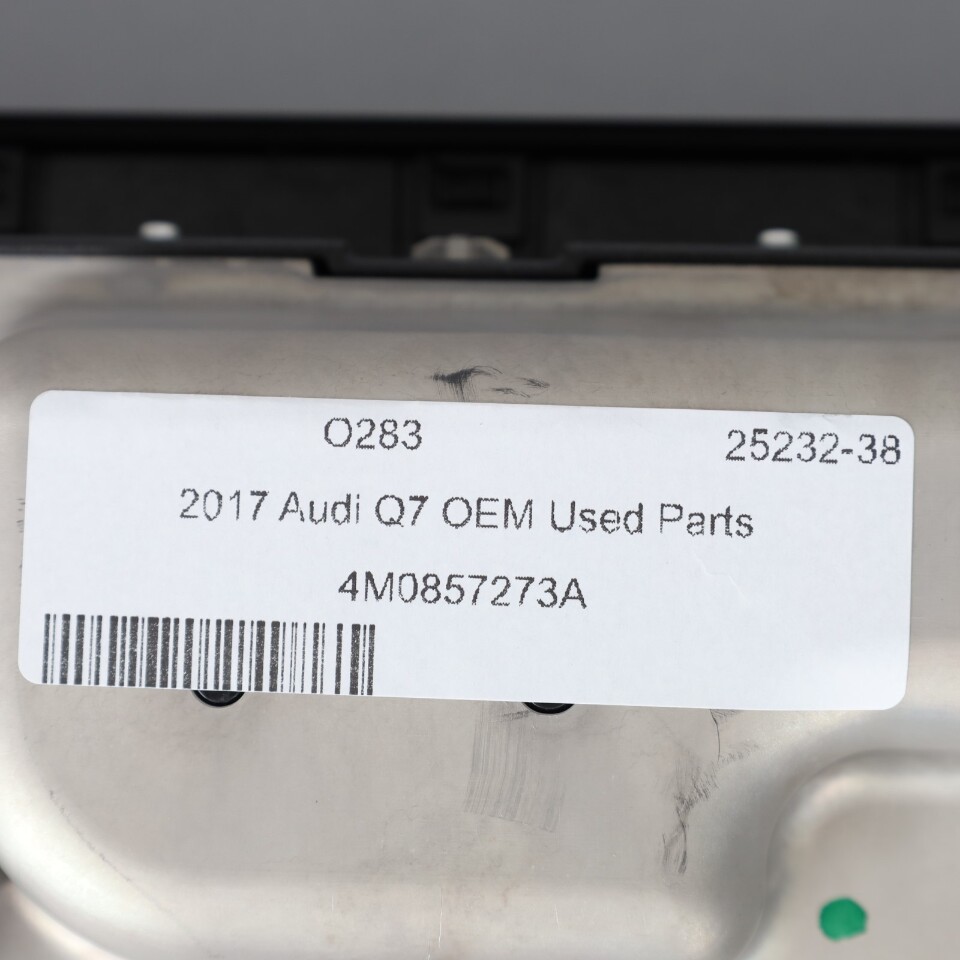 O283 25232-38
2017 Audi Q7 OEM Used Parts
4M0857273A